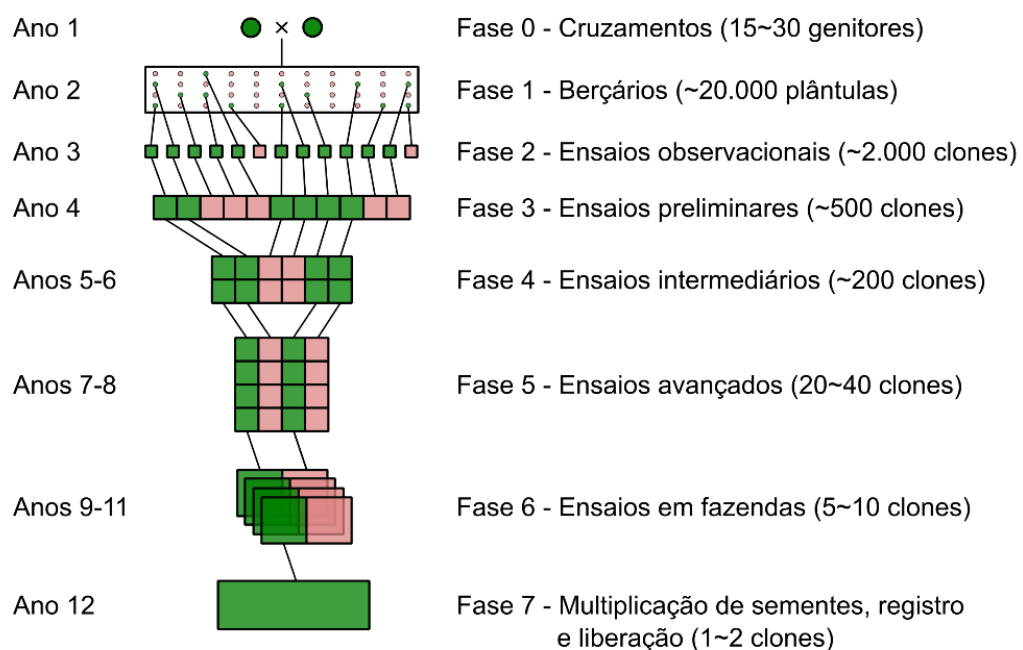 Ano 1 × Fase 0 - Cruzamentos (15~30 genitores)
Ano 2 Fase 1 - Berçários (~20.000 plântulas)
Ano 3 Fase 2 - Ensaios observacionais (~2.000 clones)
Ano 4 Fase 3 - Ensaios preliminares (~500 clones)
Anos 5-6 Fase 4 - Ensaios intermediários (~200 clones)
Anos 7-8 Fase 5 - Ensaios avançados (20~40 clones)
Anos 9-11 Fase 6 - Ensaios em fazendas (5~10 clones)
Ano 12 Fase 7 - Multiplicação de sementes, registro
e liberação (1~2 clones)